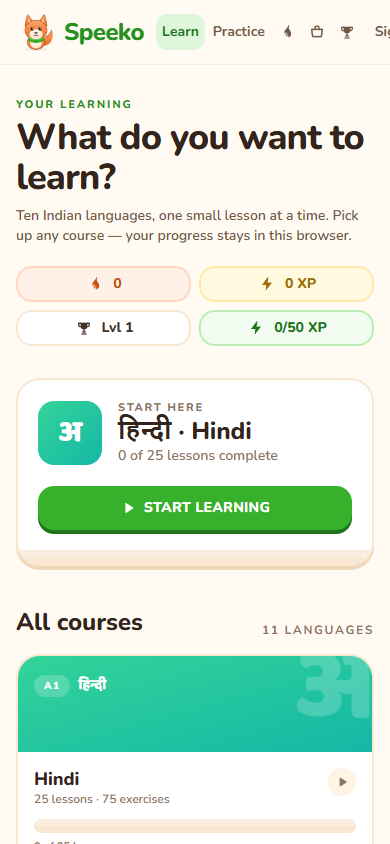 Speeko
Learn
Practice
YOUR LEARNING
What do you want to
learn?
Ten Indian languages, one small lesson at a time. Pick
up any course — your progress stays in this browser.
0
0 XP
Lvl 1
0/50 XP
अ
START HERE
हिन्दी · Hindi
0 of 25 lessons complete
START LEARNING
All courses
11 LANGUAGES
A1
हिन्दी
अ
Hindi
25 lessons · 75 exercises